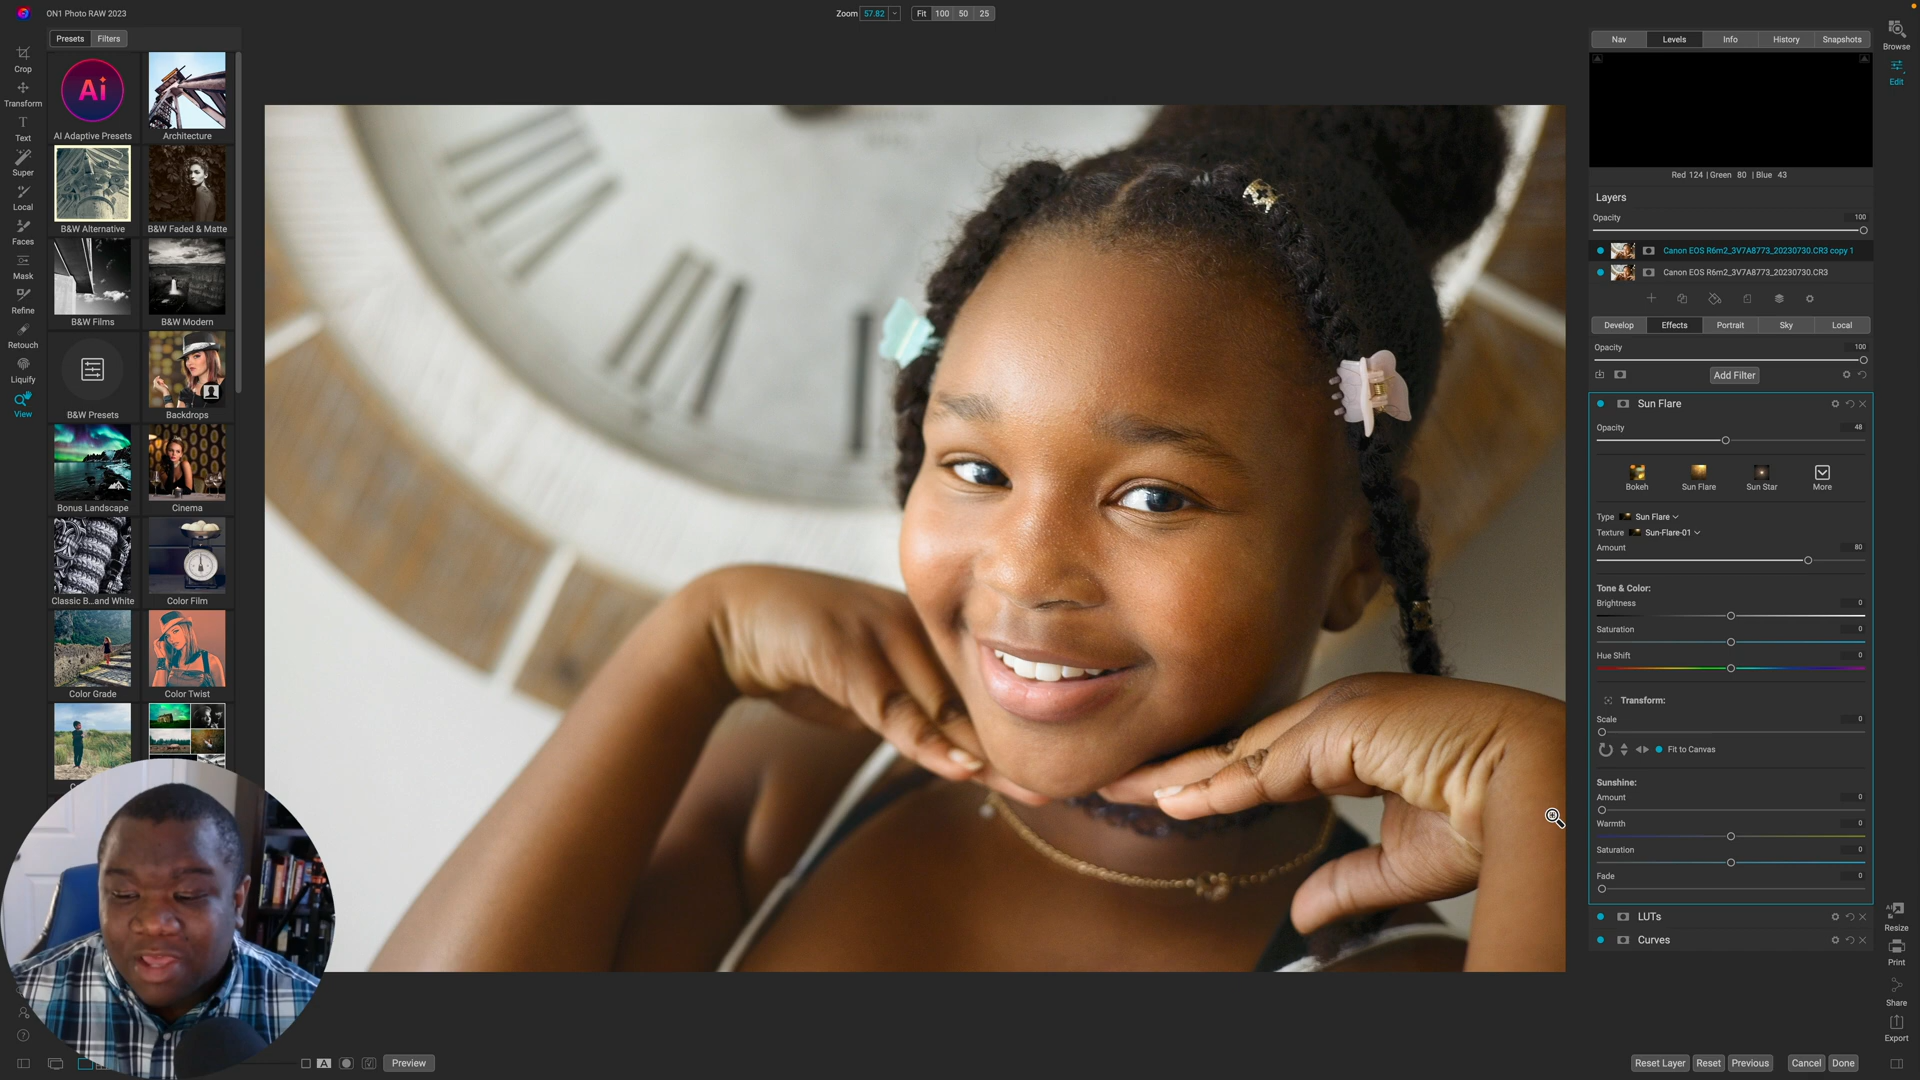 ON1 Photo RAW 2023
Zoom 57.82 Fit 100 50 25
Presets Filters
Nav Levels Info History Snapshots
Browse
Edit
Crop
Transform
Text
Super
Local
Faces
Mask
Refine
Retouch
Liquify
View
Ai
AI Adaptive Presets Architecture
B&W Alternative B&W Faded & Matte
B&W Films B&W Modern
B&W Presets Backdrops
Bonus Landscape Cinema
Classic B...and White Color Film
Color Grade Color Twist
Red 124 | Green 80 | Blue 43
Layers
Opacity 100
Canon EOS R6m2_3V7A8773_20230730.CR3 copy 1
Canon EOS R6m2_3V7A8773_20230730.CR3
Develop Effects Portrait Sky Local
Opacity 100
Add Filter
Sun Flare
Opacity 48
Bokeh Sun Flare Sun Star More
Type Sun Flare
Texture Sun-Flare-01
Amount 80
Tone & Color:
Brightness 0
Saturation 0
Hue Shift 0
Transform:
Scale 0
Fit to Canvas
Sunshine:
Amount 0
Warmth 0
Saturation 0
Fade 0
LUTs
Curves
Resize
Print
Share
Export
A Preview
Reset Layer Reset Previous Cancel Done